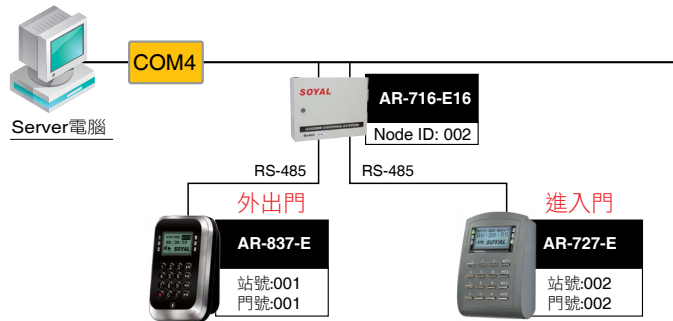 COM4
SOYAL
AR-716-E16
Server電腦
Node ID: 002
RS-485
RS-485
外出門
進入門
AR-837-E
AR-727-E
SOYAL
SOYAL
站號:001
門號:001
站號:002
門號:002